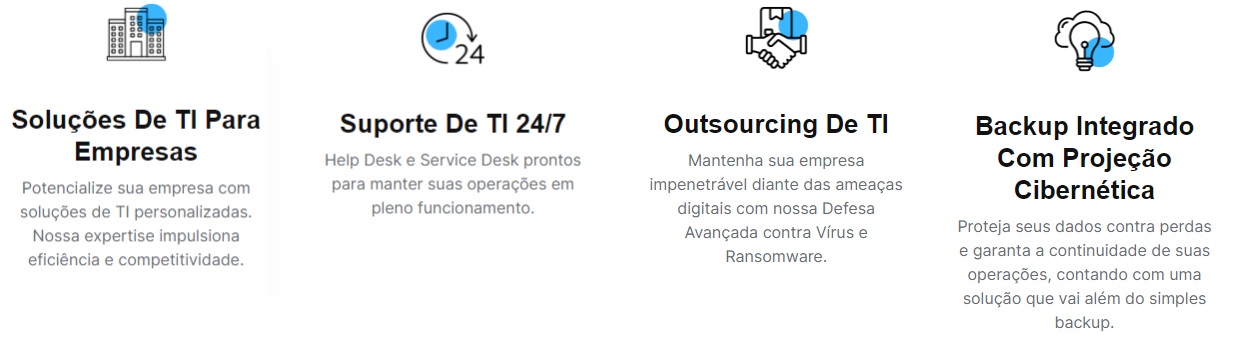 Soluções De TI Para
Empresas
Potencialize sua empresa com
soluções de TI personalizadas.
Nossa expertise impulsiona
eficiência e competitividade.
24
Suporte De TI 24/7
Help Desk e Service Desk prontos
para manter suas operações em
pleno funcionamento.
Outsourcing De TI
Mantenha sua empresa
impenetrável diante das ameaças
digitais com nossa Defesa
Avançada contra Vírus e
Ransomware.
Backup Integrado
Com Projeção
Cibernética
Proteja seus dados contra perdas
e garanta a continuidade de suas
operações, contando com uma
solução que vai além do simples
backup.